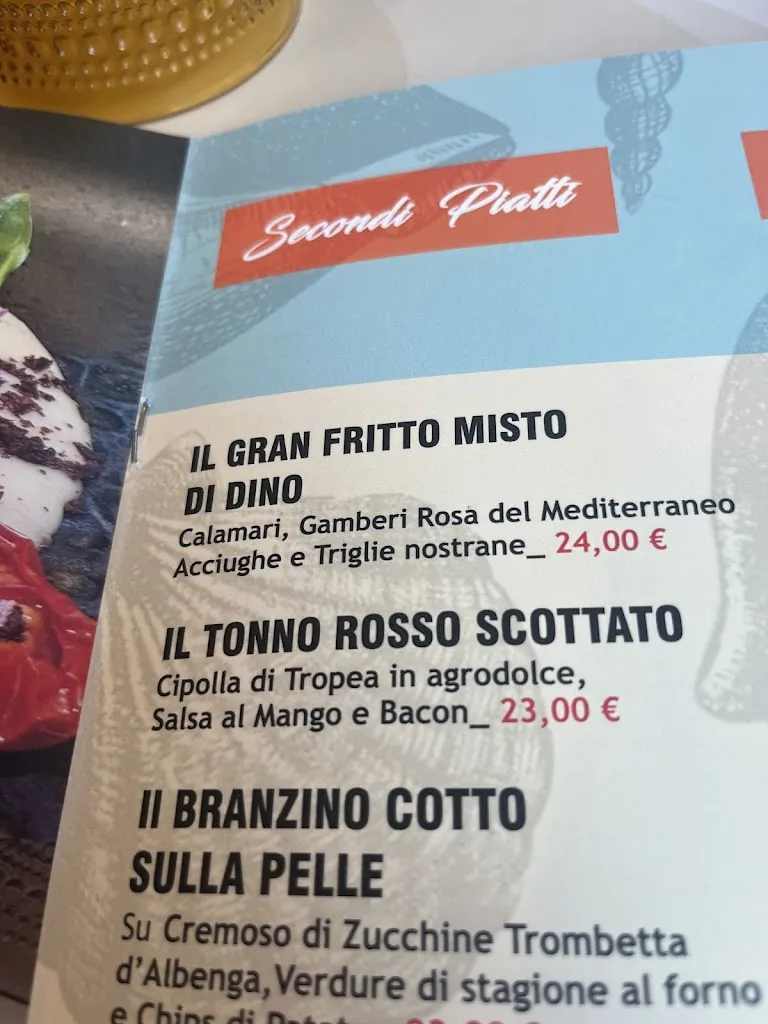 Secondi Piatti
IL GRAN FRITTO MISTO
DI DINO
Calamari, Gamberi Rosa del Mediterraneo
Acciughe e Triglie nostrane_ 24,00 €
IL TONNO ROSSO SCOTTATO
Cipolla di Tropea in agrodolce,
Salsa al Mango e Bacon_ 23,00 €
Il BRANZINO COTTO
SULLA PELLE
Su Cremoso di Zucchine Trombetta
d'Albenga,Verdure di stagione al forno
e Chips di